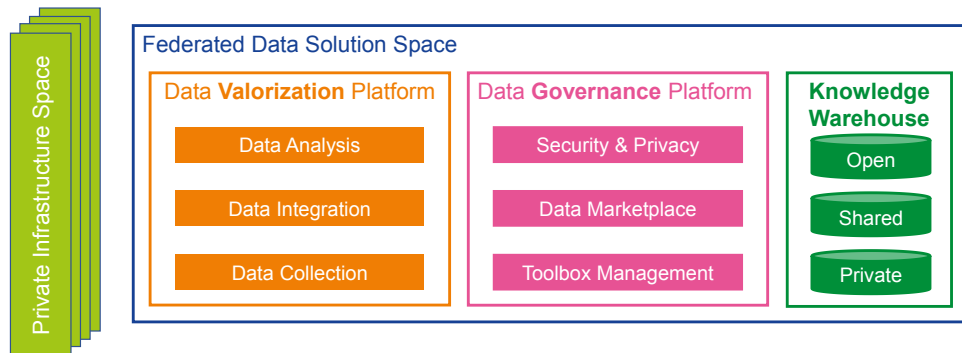 Private Infrastructure Space
Federated Data Solution Space
Data Valorization Platform
Data Analysis
Data Integration
Data Collection
Data Governance Platform
Security & Privacy
Data Marketplace
Toolbox Management
Knowledge
Warehouse
Open
Shared
Private